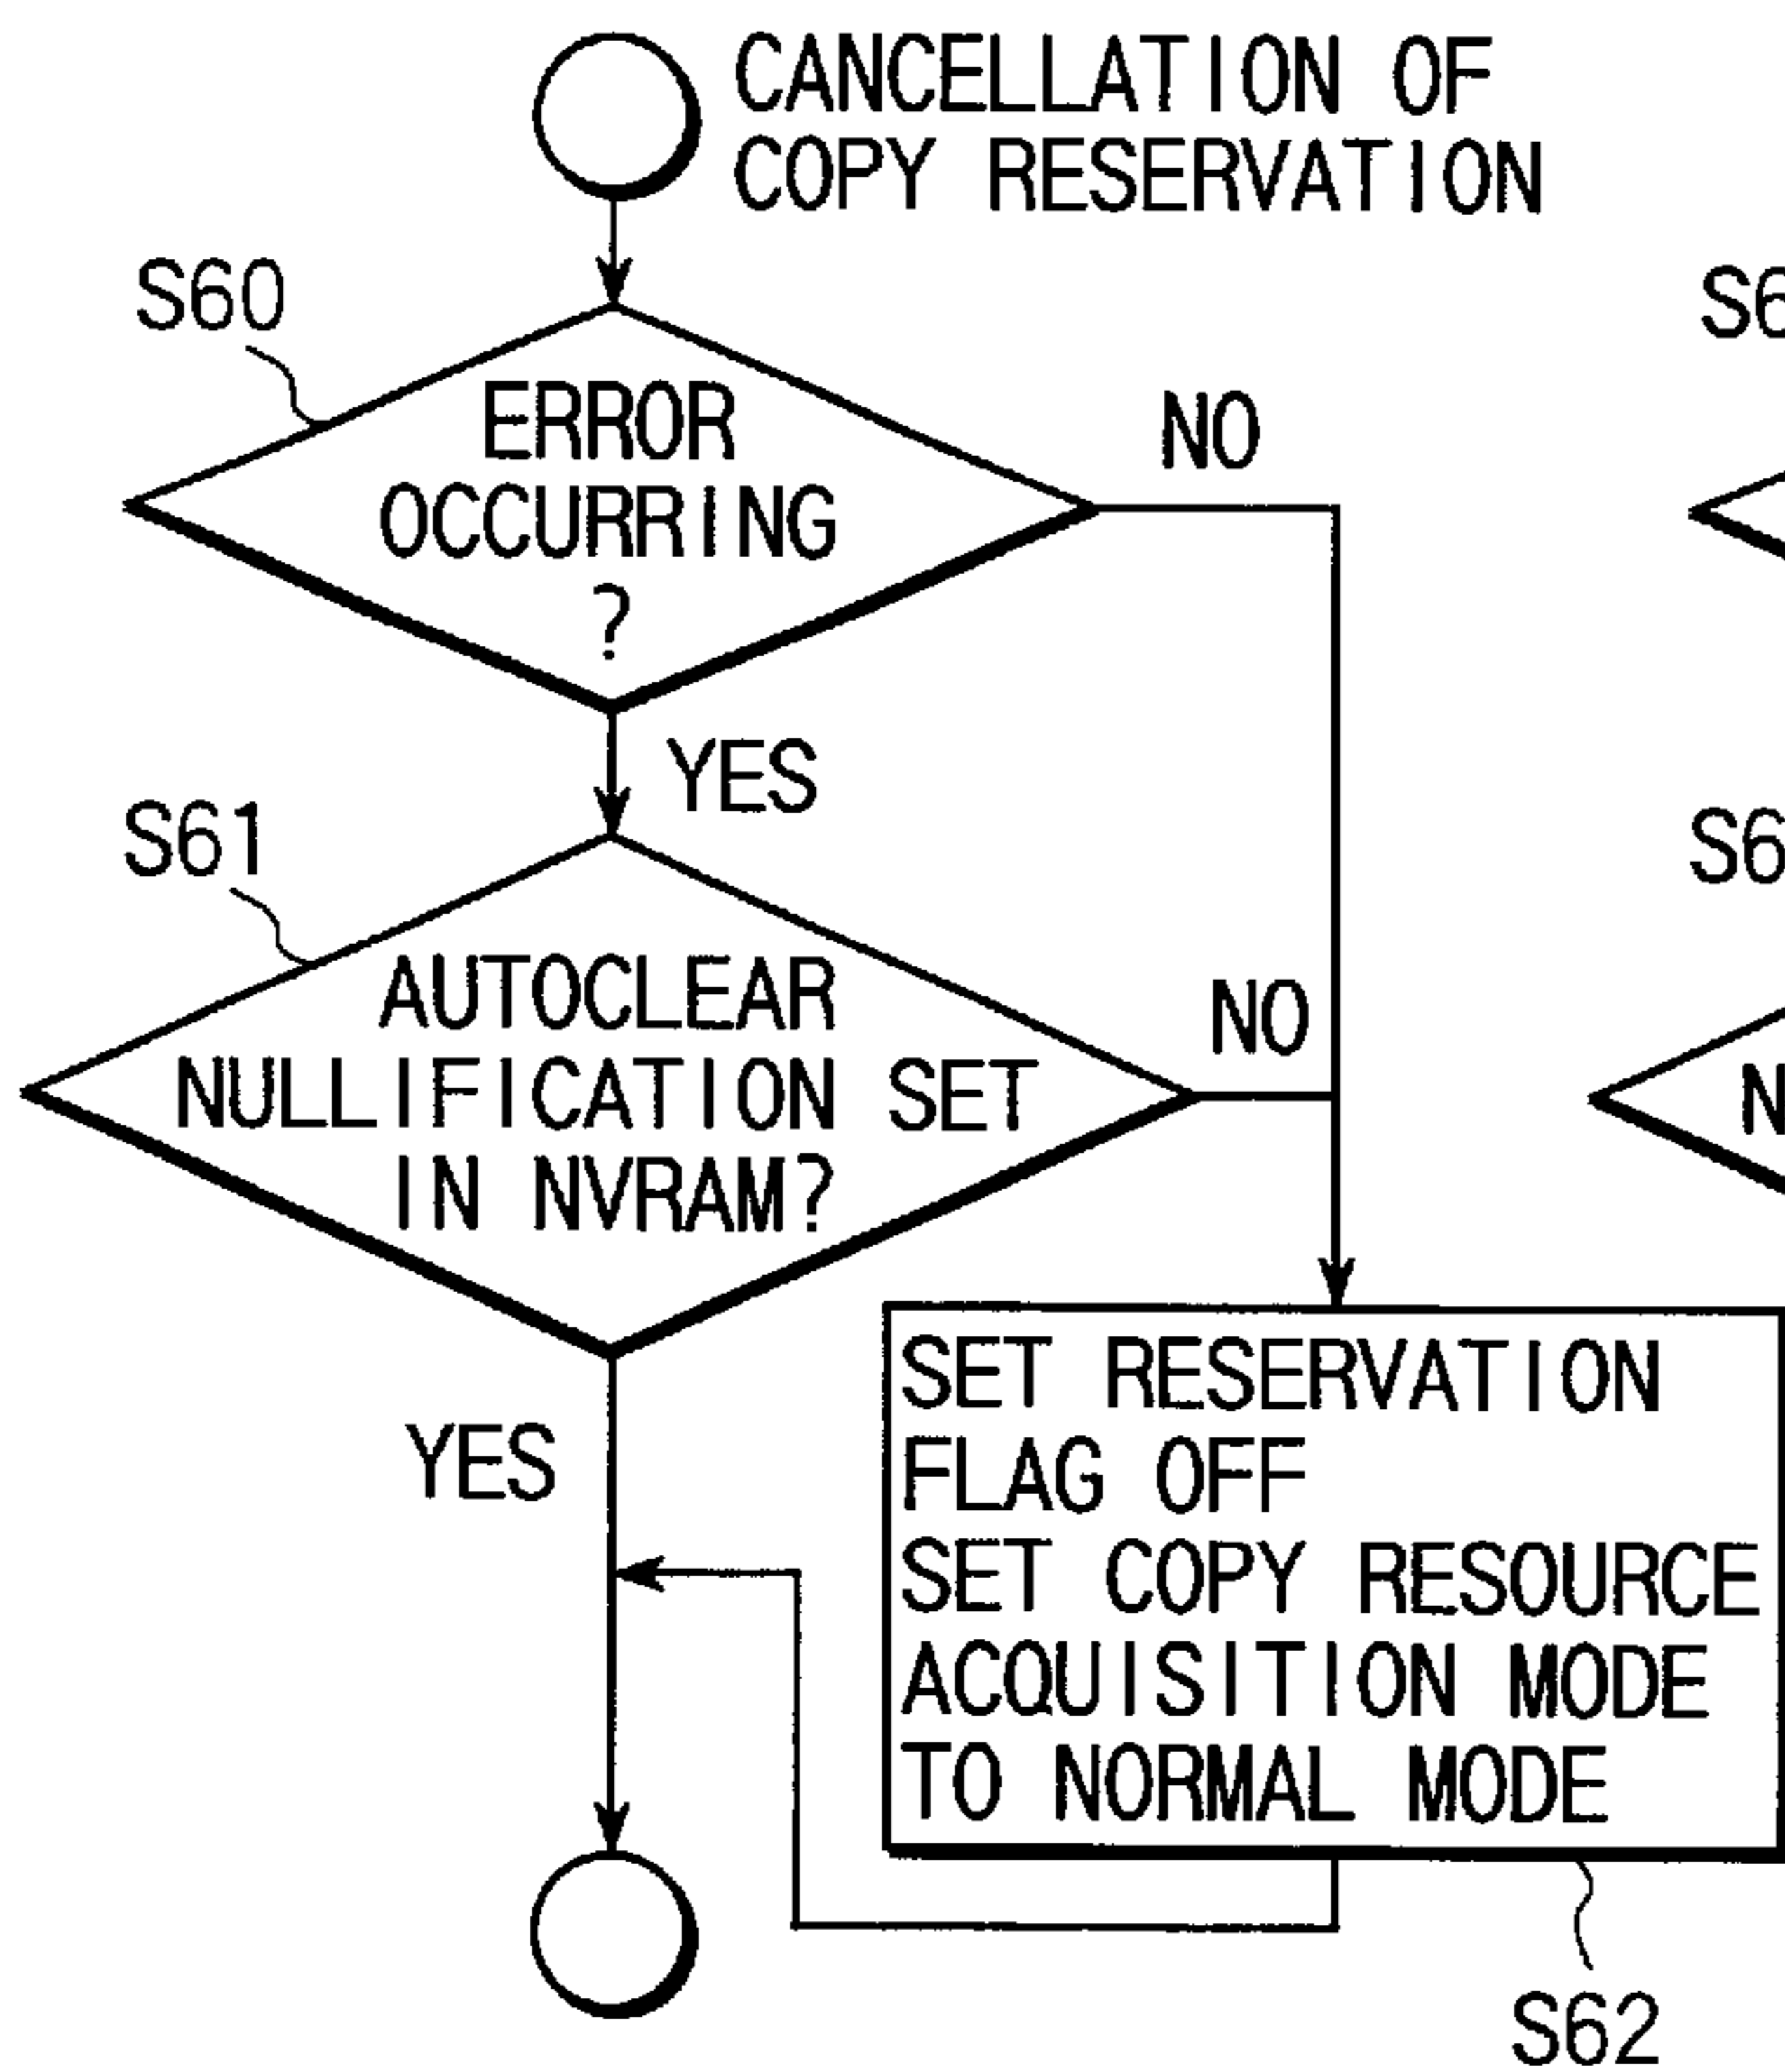 CANCELLATION OF
COPY RESERVATION
S60
ERROR
OCCURRING
?
NO
YES
S61
AUTOCLEAR
NULLIFICATION SET
IN NVRAM?
NO
YES
SET RESERVATION
FLAG OFF
SET COPY RESOURCE
ACQUISITION MODE
TO NORMAL MODE
S62